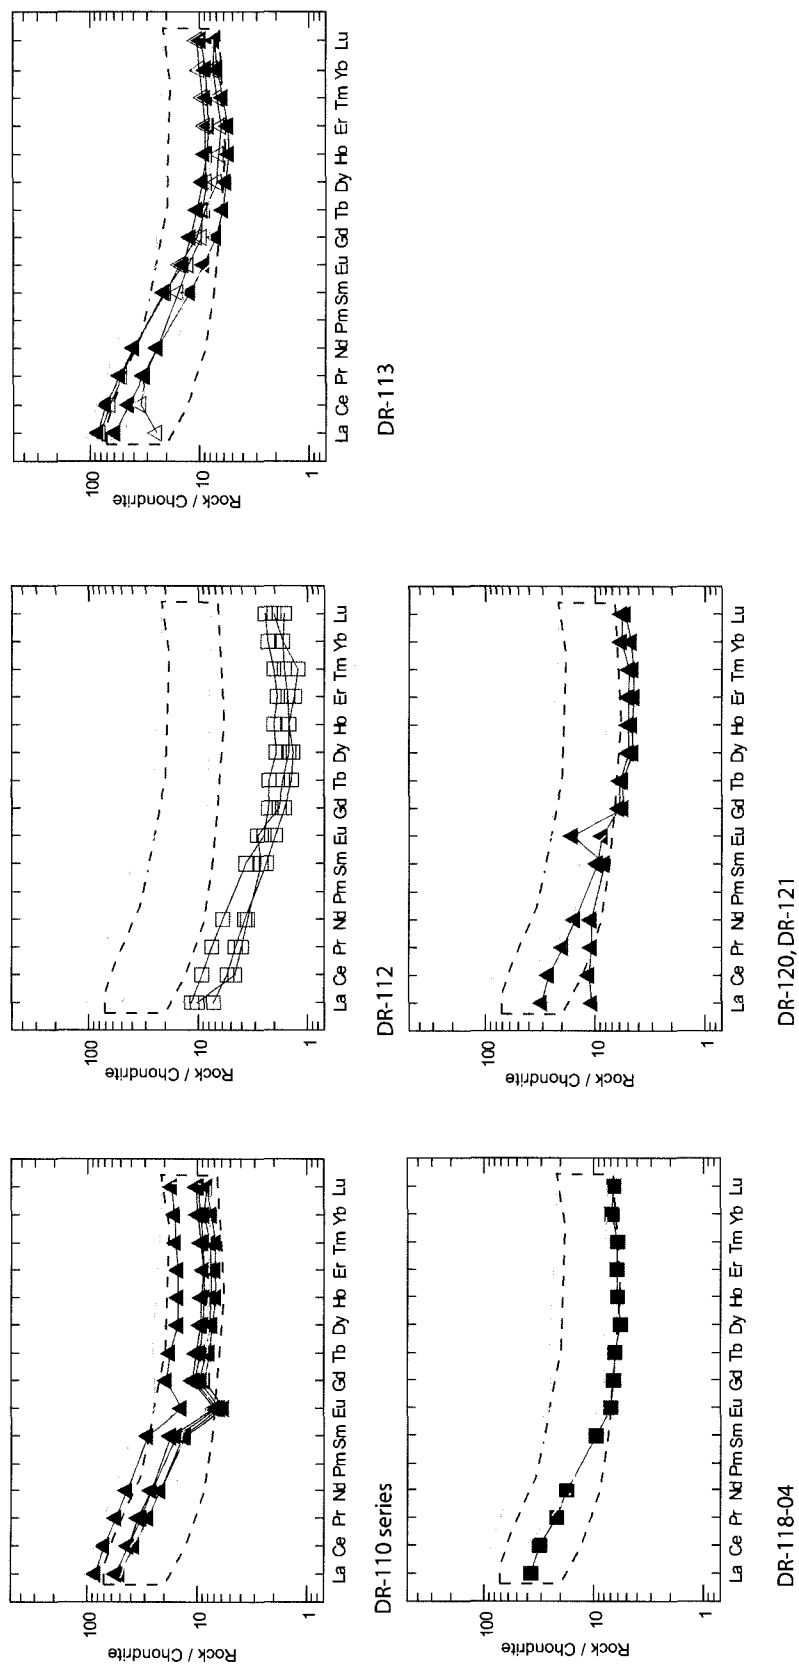 100
10
1
Rock / Chondrite
La Ce Pr Nd Pm Sm Eu Gd Tb Dy Ho Er Tm Yb Lu
DR-110 series
100
10
1
Rock / Chondrite
La Ce Pr Nd Pm Sm Eu Gd Tb Dy Ho Er Tm Yb Lu
DR-112
100
10
1
Rock / Chondrite
La Ce Pr Nd Pm Sm Eu Gd Tb Dy Ho Er Tm Yb Lu
DR-113
100
10
1
Rock / Chondrite
La Ce Pr Nd Pm Sm Eu Gd Tb Dy Ho Er Tm Yb Lu
DR-118-04
100
10
1
Rock / Chondrite
La Ce Pr Nd Pm Sm Eu Gd Tb Dy Ho Er Tm Yb Lu
DR-120, DR-121